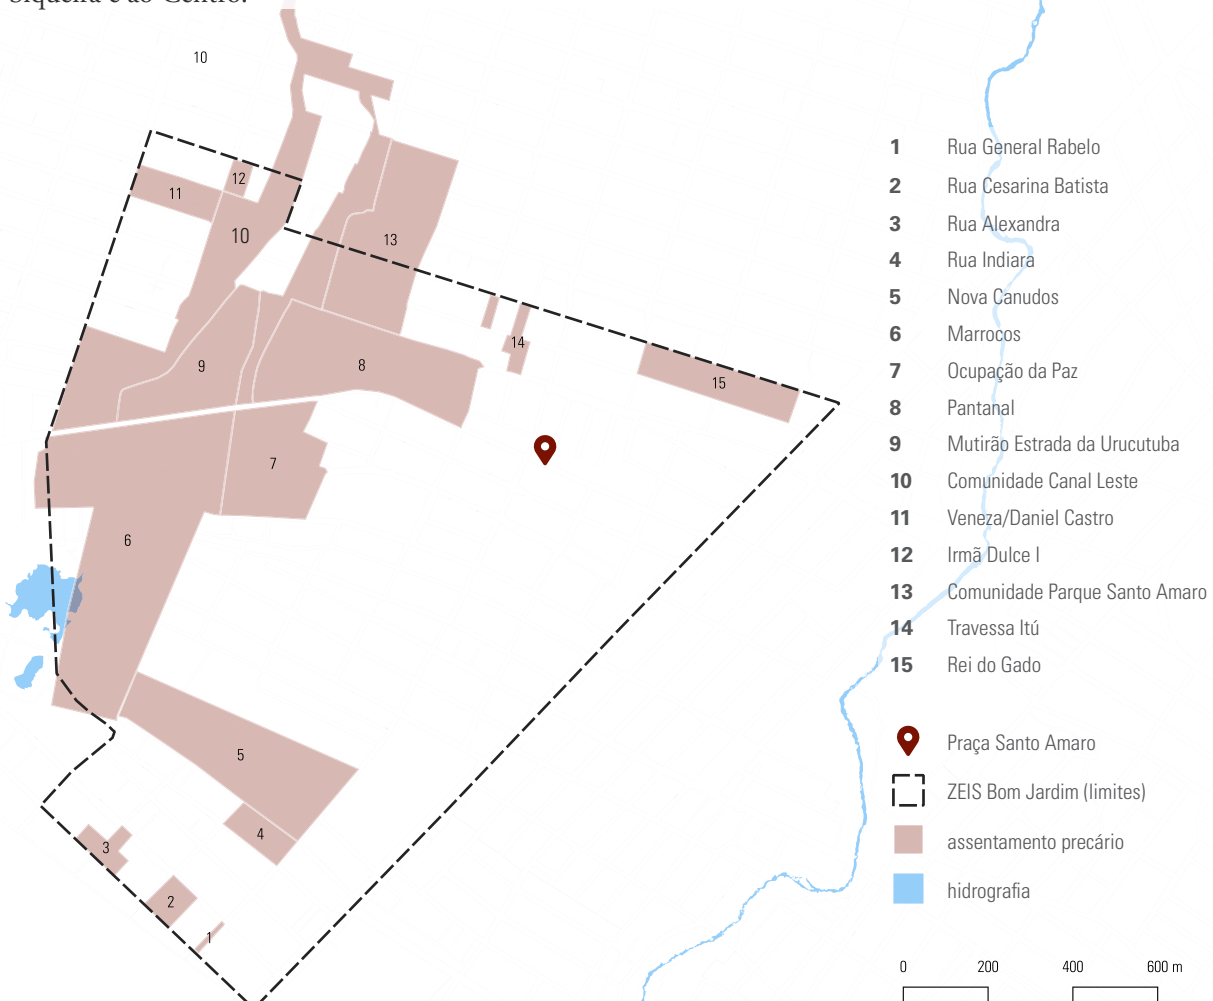 Siqueira e ao Centro.
10
12
11
10
13
14
8
9
15
7
6
5
4
3
2
1
1 Rua General Rabelo
2 Rua Cesarina Batista
3 Rua Alexandra
4 Rua Indiara
5 Nova Canudos
6 Marrocos
7 Ocupação da Paz
8 Pantanal
9 Mutirão Estrada da Urucutuba
10 Comunidade Canal Leste
11 Veneza/Daniel Castro
12 Irmã Dulce I
13 Comunidade Parque Santo Amaro
14 Travessa Itú
15 Rei do Gado
Praça Santo Amaro
ZEIS Bom Jardim (limites)
assentamento precário
hidrografia
0 200 400 600 m